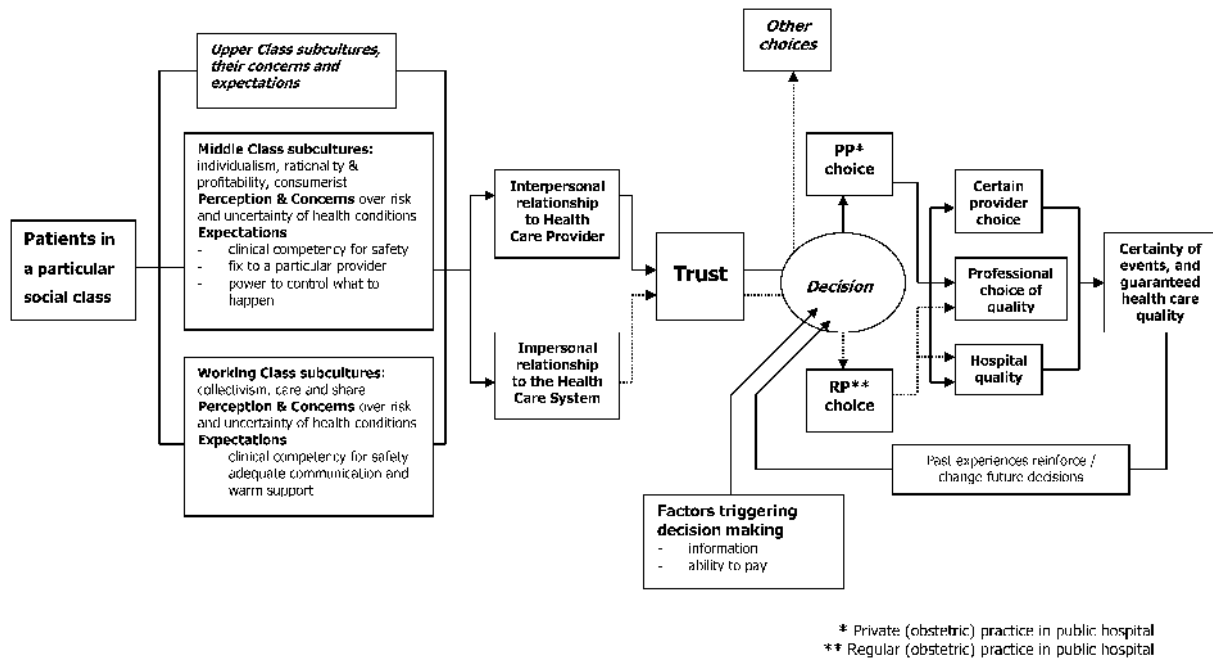 Upper Class subcultures,
their concerns and
expectations
Middle Class subcultures:
individualism, rationality &
profitability, consumerist
Perception & Concerns over risk
and uncertainty of health conditions
Expectations
- clinical competency for safety
- fix to a particular provider
- power to control what to
happen
Patients in
a particular
social class
Working Class subcultures:
collectivism, care and share
Perception & Concerns over risk
and uncertainty of health conditions
Expectations
clinical competency for safety
adequate communication and
warm support
Interpersonal
relationship
to Health
Care Provider
Impersonal
relationship
to the Health
Care System
Trust
Other
choices
Decision
PP*
choice
RP**
choice
Certain
provider
choice
Professional
choice of
quality
Hospital
quality
Certainty of
events, and
guaranteed
health care
quality
Past experiences reinforce /
change future decisions
Factors triggering
decision making
- information
- ability to pay
* Private (obstetric) practice in public hospital
** Regular (obstetric) practice in public hospital